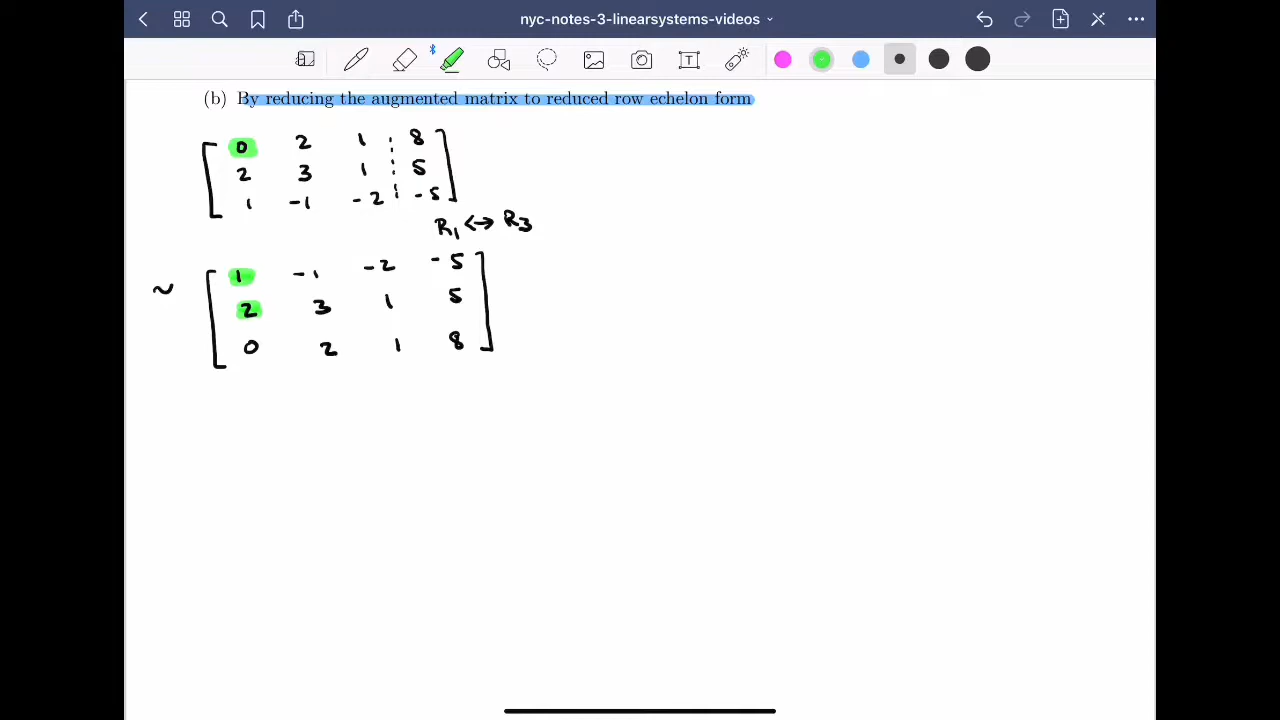 nyc-notes-3-linearsystems-videos
(b) By reducing the augmented matrix to reduced row echelon form
0 2 1 8
2 3 1 5
1 -1 -2 -5
R₁ ↔ R₃
~ 1 -1 -2 -5
2 3 1 5
0 2 1 8